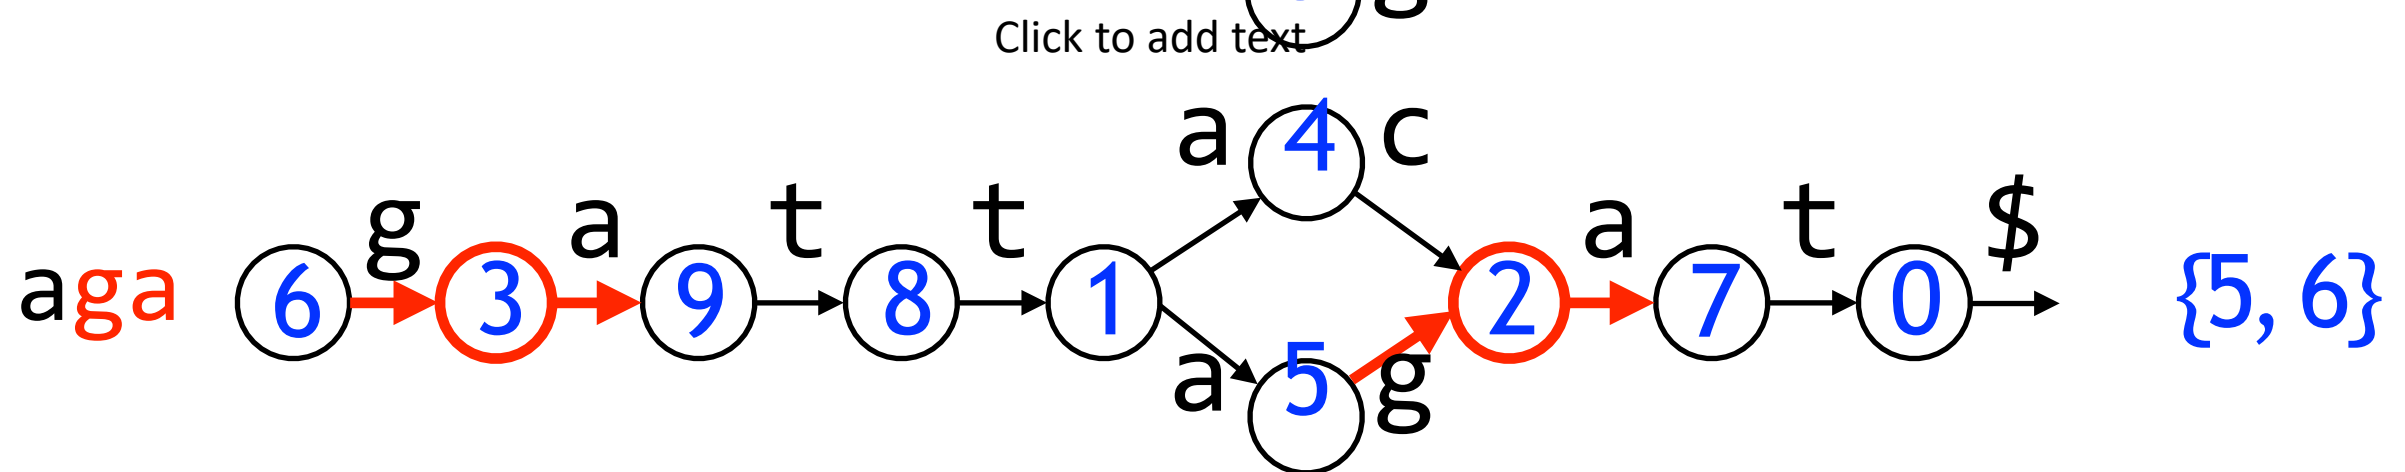 g
Click to add text
a 4 c
g a t t a t $
aga 6 3 9 8 1 2 7 0 {5, 6}
a 5 g